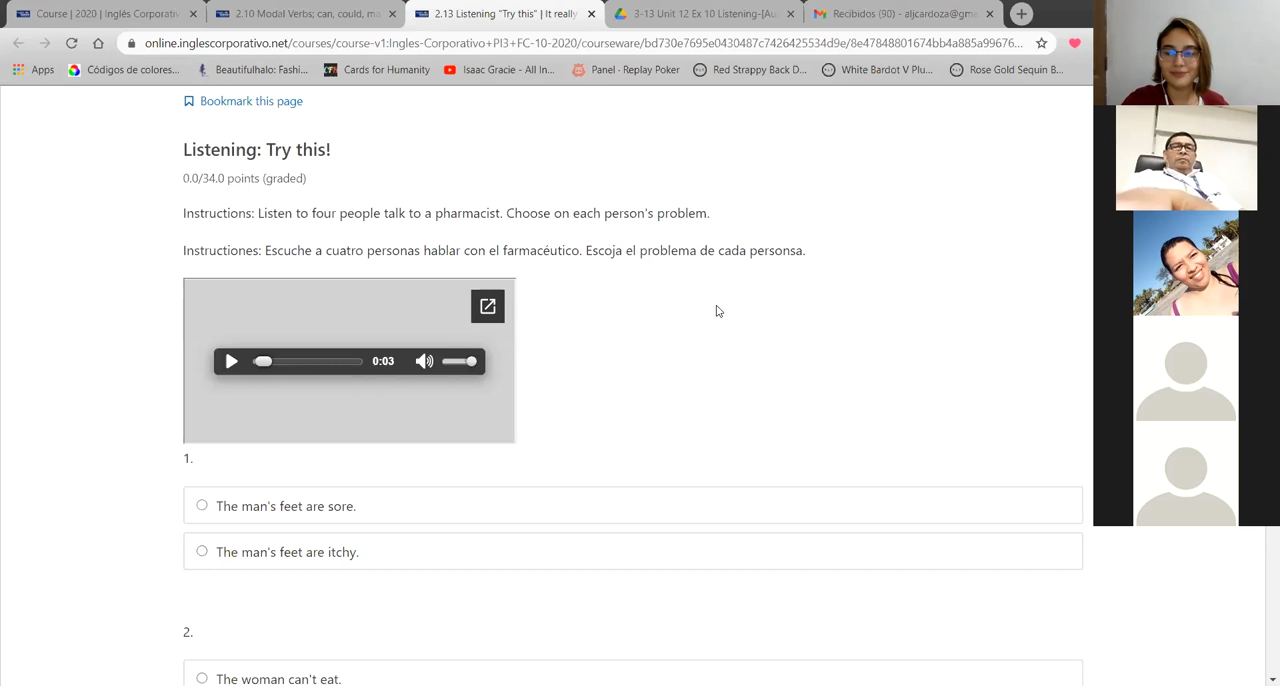 Course | 2020 | Inglés Corporativ
2.10 Modal Verbs; can, could, ma
2.13 Listening "Try this" | It really
3-13 Unit 12 Ex 10 Listening-[Au
Recibidos (90) - aljcardoza@gma
online.inglescorporativo.net/courses/course-v1:Ingles-Corporativo+PI3+FC-10-2020/courseware/bd730e7695e0430487c7426425534d9e/8e47848801674bb4a885a99676...
Apps
Códigos de colores...
Beautifulhalo: Fashi...
Cards for Humanity
Isaac Gracie - All In...
Panel · Replay Poker
Red Strappy Back D...
White Bardot V Plu...
Rose Gold Sequin B...
Bookmark this page
Listening: Try this!
0.0/34.0 points (graded)
Instructions: Listen to four people talk to a pharmacist. Choose on each person's problem.
Instructiones: Escuche a cuatro personas hablar con el farmacéutico. Escoja el problema de cada personsa.
0:03
1.
The man's feet are sore.
The man's feet are itchy.
2.
The woman can't eat.